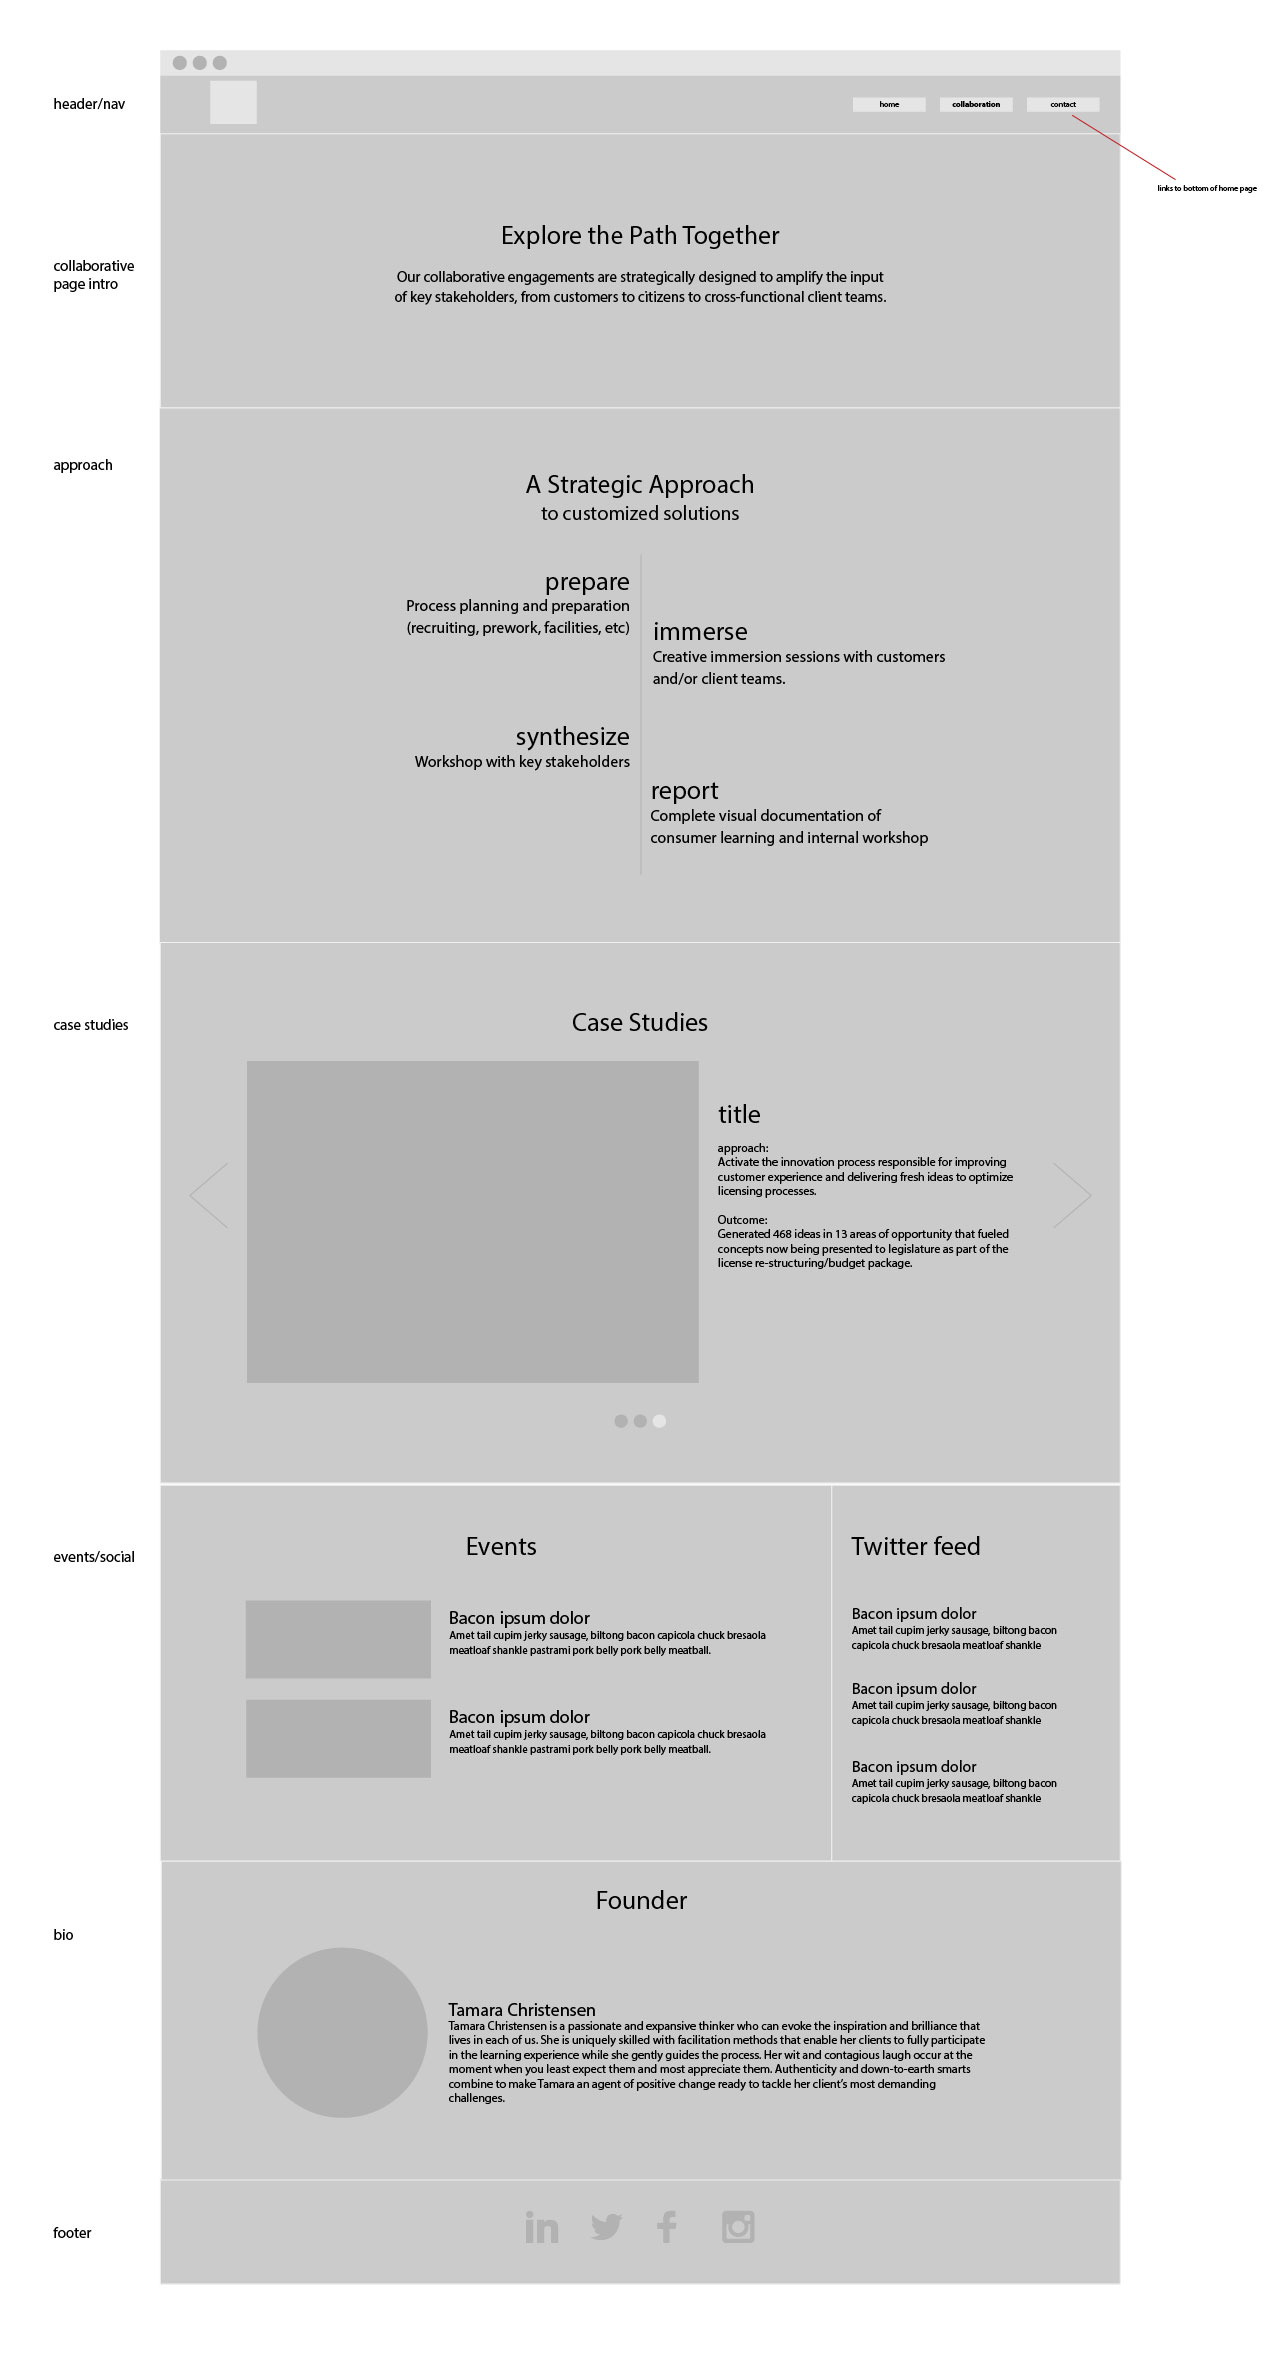 header/nav
home
collaboration
contact
links to bottom of home page
collaborative
page intro
Explore the Path Together
Our collaborative engagements are strategically designed to amplify the input
of key stakeholders, from customers to citizens to cross-functional client teams.
approach
A Strategic Approach
to customized solutions
prepare
Process planning and preparation
(recruiting, prework, facilities, etc)
immerse
Creative immersion sessions with customers
and/or client teams.
synthesize
Workshop with key stakeholders
report
Complete visual documentation of
consumer learning and internal workshop
case studies
Case Studies
title
approach:
Activate the innovation process responsible for improving
customer experience and delivering fresh ideas to optimize
licensing processes.
Outcome:
Generated 468 ideas in 13 areas of opportunity that fueled
concepts now being presented to legislature as part of the
license re-structuring/budget package.
events/social
Events
Bacon ipsum dolor
Amet tail cupim jerky sausage, biltong bacon capicola chuck bresaola
meatloaf shankle pastrami pork belly pork belly meatball.
Bacon ipsum dolor
Amet tail cupim jerky sausage, biltong bacon capicola chuck bresaola
meatloaf shankle pastrami pork belly pork belly meatball.
Twitter feed
Bacon ipsum dolor
Amet tail cupim jerky sausage, biltong bacon
capicola chuck bresaola meatloaf shankle
Bacon ipsum dolor
Amet tail cupim jerky sausage, biltong bacon
capicola chuck bresaola meatloaf shankle
Bacon ipsum dolor
Amet tail cupim jerky sausage, biltong bacon
capicola chuck bresaola meatloaf shankle
bio
Founder
Tamara Christensen
Tamara Christensen is a passionate and expansive thinker who can evoke the inspiration and brilliance that
lives in each of us. She is uniquely skilled with facilitation methods that enable her clients to fully participate
in the learning experience while she gently guides the process. Her wit and contagious laugh occur at the
moment when you least expect them and most appreciate them. Authenticity and down-to-earth smarts
combine to make Tamara an agent of positive change ready to tackle her client's most demanding
challenges.
footer
in